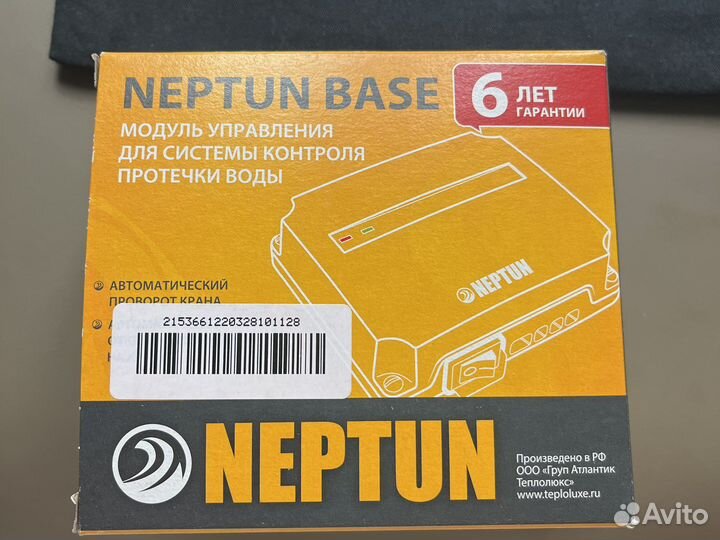 NEPTUN BASE
6 ЛЕТ
ГАРАНТИИ
МОДУЛЬ УПРАВЛЕНИЯ
ДЛЯ СИСТЕМЫ КОНТРОЛЯ
ПРОТЕЧКИ ВОДЫ
NEPTUN
АВТОМАТИЧЕСКИЙ
ПРОВОРОТ КРАНА
2153661220328101128
NEPTUN
Произведено в РФ
ООО «Груп Атлантик
Теплолюкс»
www.teploluxe.ru
Avito